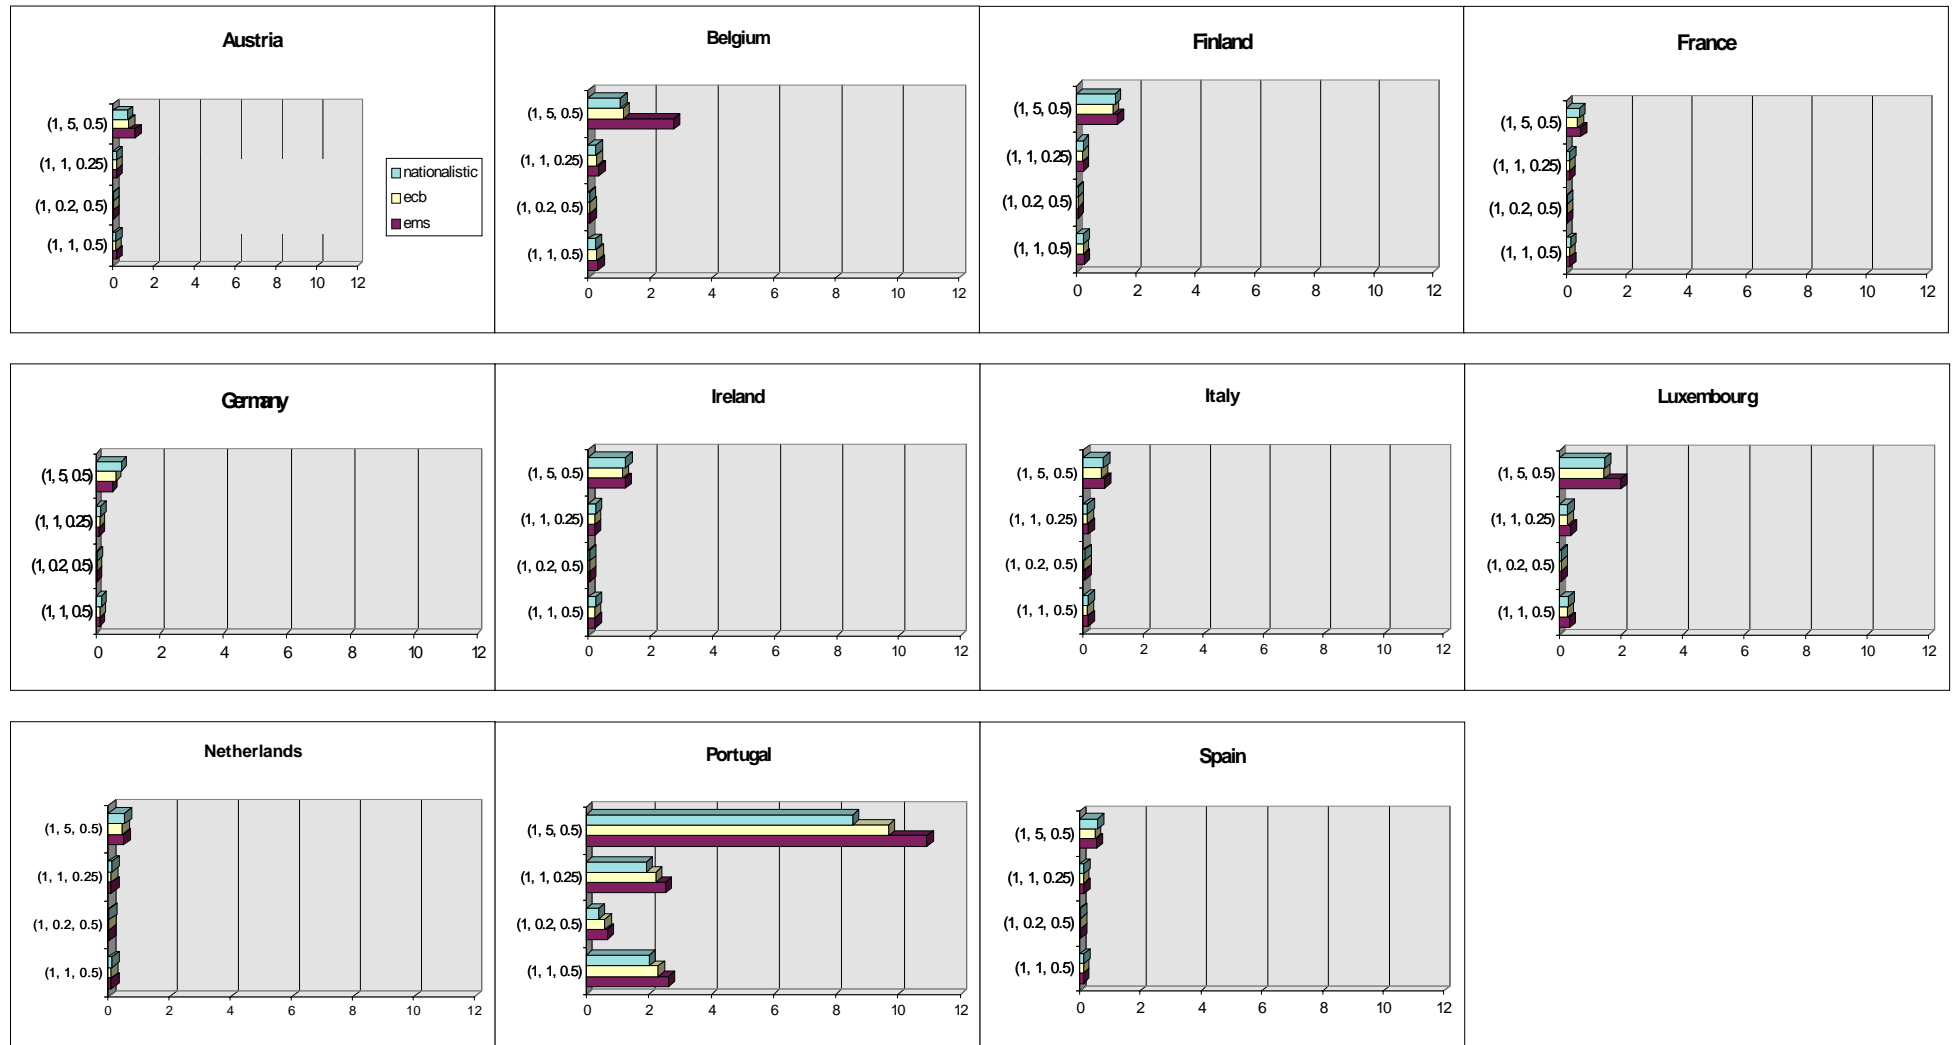 Austria
(1, 5, 0.5)
(1, 1, 0.25)
(1, 0.2, 0.5)
(1, 1, 0.5)
0 2 4 6 8 10 12
nationalistic
ecb
ems
Belgium
(1, 5, 0.5)
(1, 1, 0.25)
(1, 0.2, 0.5)
(1, 1, 0.5)
0 2 4 6 8 10 12
Finland
(1, 5, 0.5)
(1, 1, 0.25)
(1, 0.2, 0.5)
(1, 1, 0.5)
0 2 4 6 8 10 12
France
(1, 5, 0.5)
(1, 1, 0.25)
(1, 0.2, 0.5)
(1, 1, 0.5)
0 2 4 6 8 10 12
Germany
(1, 5, 0.5)
(1, 1, 0.25)
(1, 0.2, 0.5)
(1, 1, 0.5)
0 2 4 6 8 10 12
Ireland
(1, 5, 0.5)
(1, 1, 0.25)
(1, 0.2, 0.5)
(1, 1, 0.5)
0 2 4 6 8 10 12
Italy
(1, 5, 0.5)
(1, 1, 0.25)
(1, 0.2, 0.5)
(1, 1, 0.5)
0 2 4 6 8 10 12
Luxembourg
(1, 5, 0.5)
(1, 1, 0.25)
(1, 0.2, 0.5)
(1, 1, 0.5)
0 2 4 6 8 10 12
Netherlands
(1, 5, 0.5)
(1, 1, 0.25)
(1, 0.2, 0.5)
(1, 1, 0.5)
0 2 4 6 8 10 12
Portugal
(1, 5, 0.5)
(1, 1, 0.25)
(1, 0.2, 0.5)
(1, 1, 0.5)
0 2 4 6 8 10 12
Spain
(1, 5, 0.5)
(1, 1, 0.25)
(1, 0.2, 0.5)
(1, 1, 0.5)
0 2 4 6 8 10 12